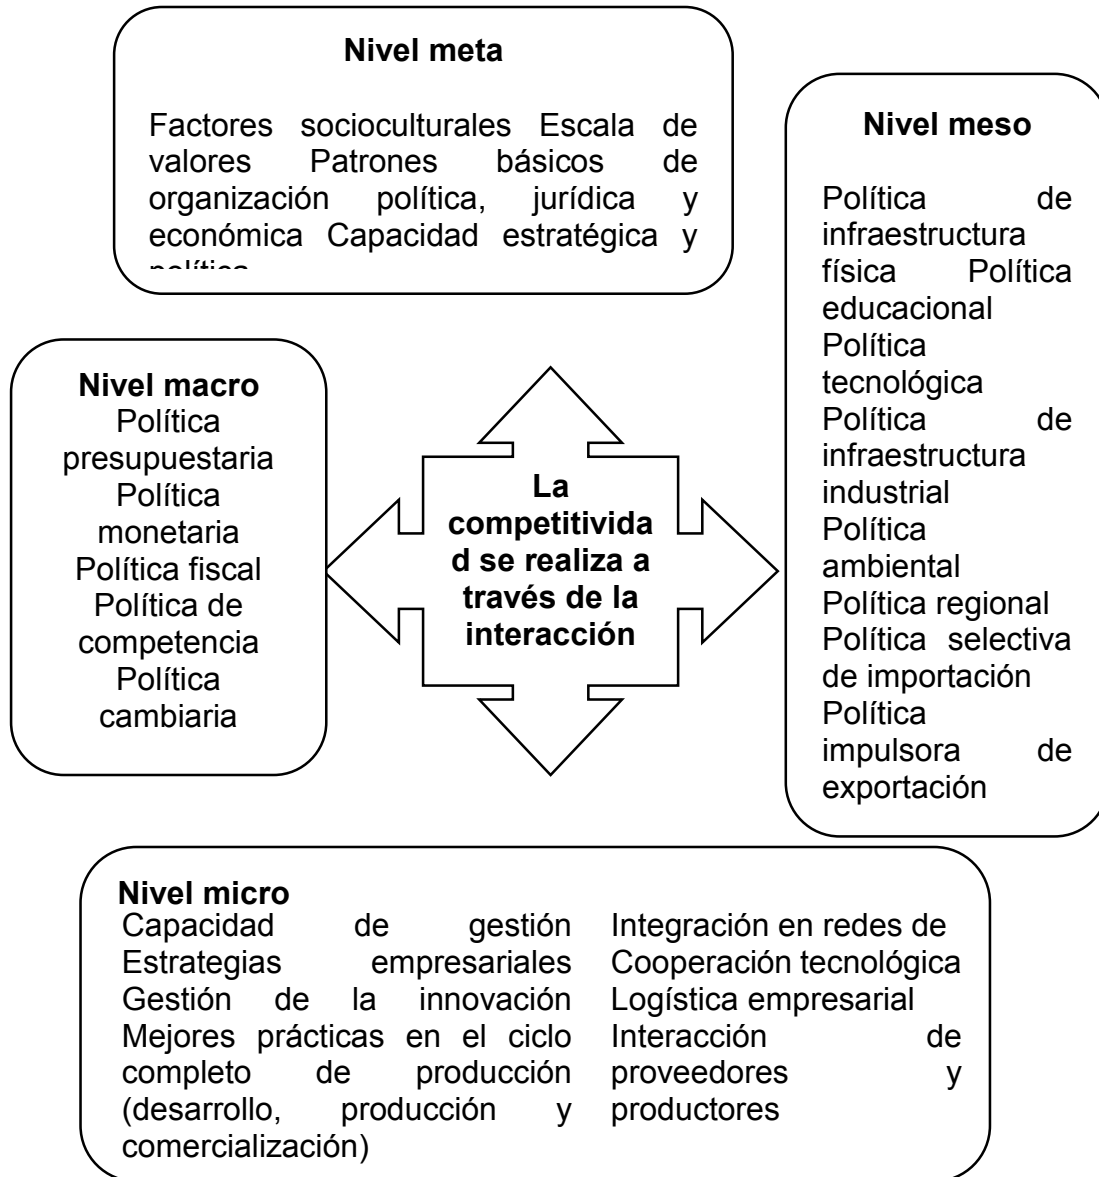 Nivel meta
Factores socioculturales Escala de
valores Patrones básicos de
organización política, jurídica y
económica Capacidad estratégica y
política
Nivel macro
Política
presupuestaria
Política
monetaria
Política fiscal
Política de
competencia
Política
cambiaria
La
competitivida
d se realiza a
través de la
interacción
Nivel meso
Política de
infraestructura
física Política
educacional
Política
tecnológica
Política de
infraestructura
industrial
Política
ambiental
Política regional
Política selectiva
de importación
Política
impulsora de
exportación
Nivel micro
Capacidad de gestión
Estrategias empresariales
Gestión de la innovación
Mejores prácticas en el ciclo
completo de producción
(desarrollo, producción y
comercialización)
Integración en redes de
Cooperación tecnológica
Logística empresarial
Interacción de
proveedores y
productores